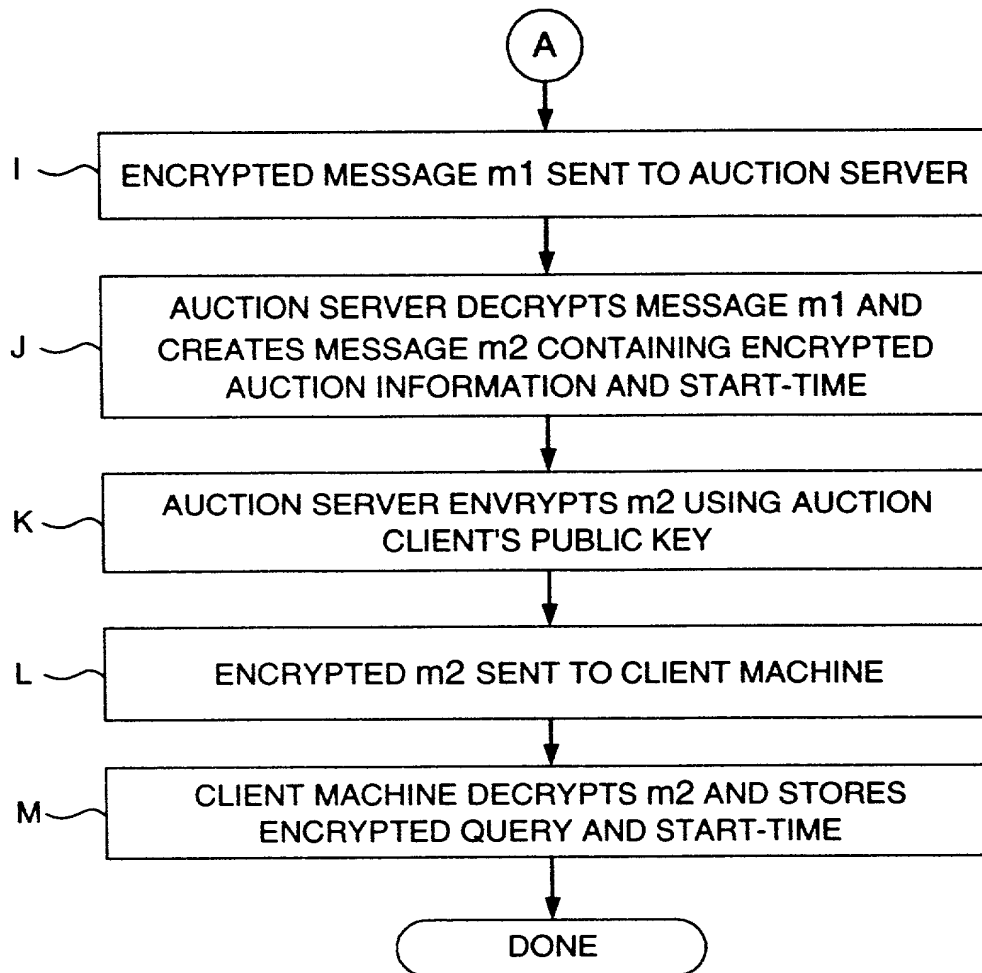 A
I
ENCRYPTED MESSAGE m1 SENT TO AUCTION SERVER
J
AUCTION SERVER DECRYPTS MESSAGE m1 AND
CREATES MESSAGE m2 CONTAINING ENCRYPTED
AUCTION INFORMATION AND START-TIME
K
AUCTION SERVER ENVRYPTS m2 USING AUCTION
CLIENT'S PUBLIC KEY
L
ENCRYPTED m2 SENT TO CLIENT MACHINE
M
CLIENT MACHINE DECRYPTS m2 AND STORES
ENCRYPTED QUERY AND START-TIME
DONE